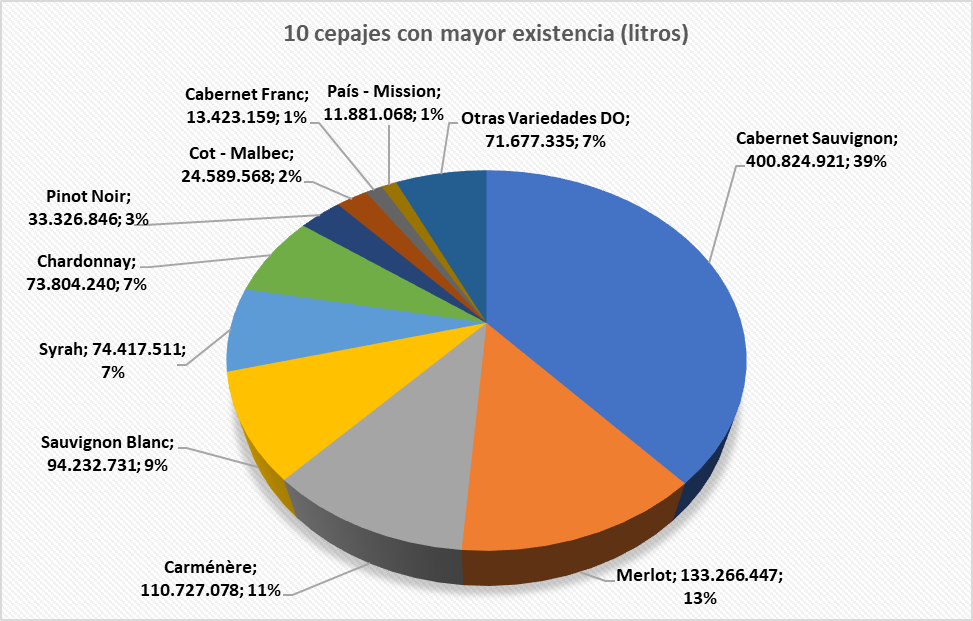 10 cepajes con mayor existencia (litros)
Cabernet Franc;
13.423.159; 1%
País - Mission;
11.881.068; 1%
Otras Variedades DO;
71.677.335; 7%
Cabernet Sauvignon;
400.824.921; 39%
Cot - Malbec;
24.589.568; 2%
Pinot Noir;
33.326.846; 3%
Chardonnay;
73.804.240; 7%
Syrah; 74.417.511;
7%
Sauvignon Blanc;
94.232.731; 9%
Carménère;
110.727.078; 11%
Merlot; 133.266.447;
13%